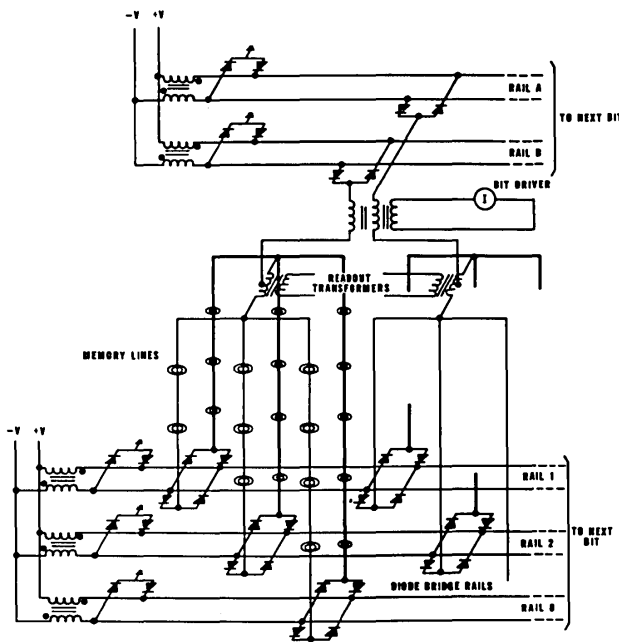 -V +V
RAIL A
TO NEXT BIT
RAIL B
BIT DRIVER
I
READOUT
TRANSFORMERS
MEMORY LINES
-V +V
RAIL 1
TO NEXT
BIT
RAIL 2
DIODE BRIDGE RAILS
RAIL 8